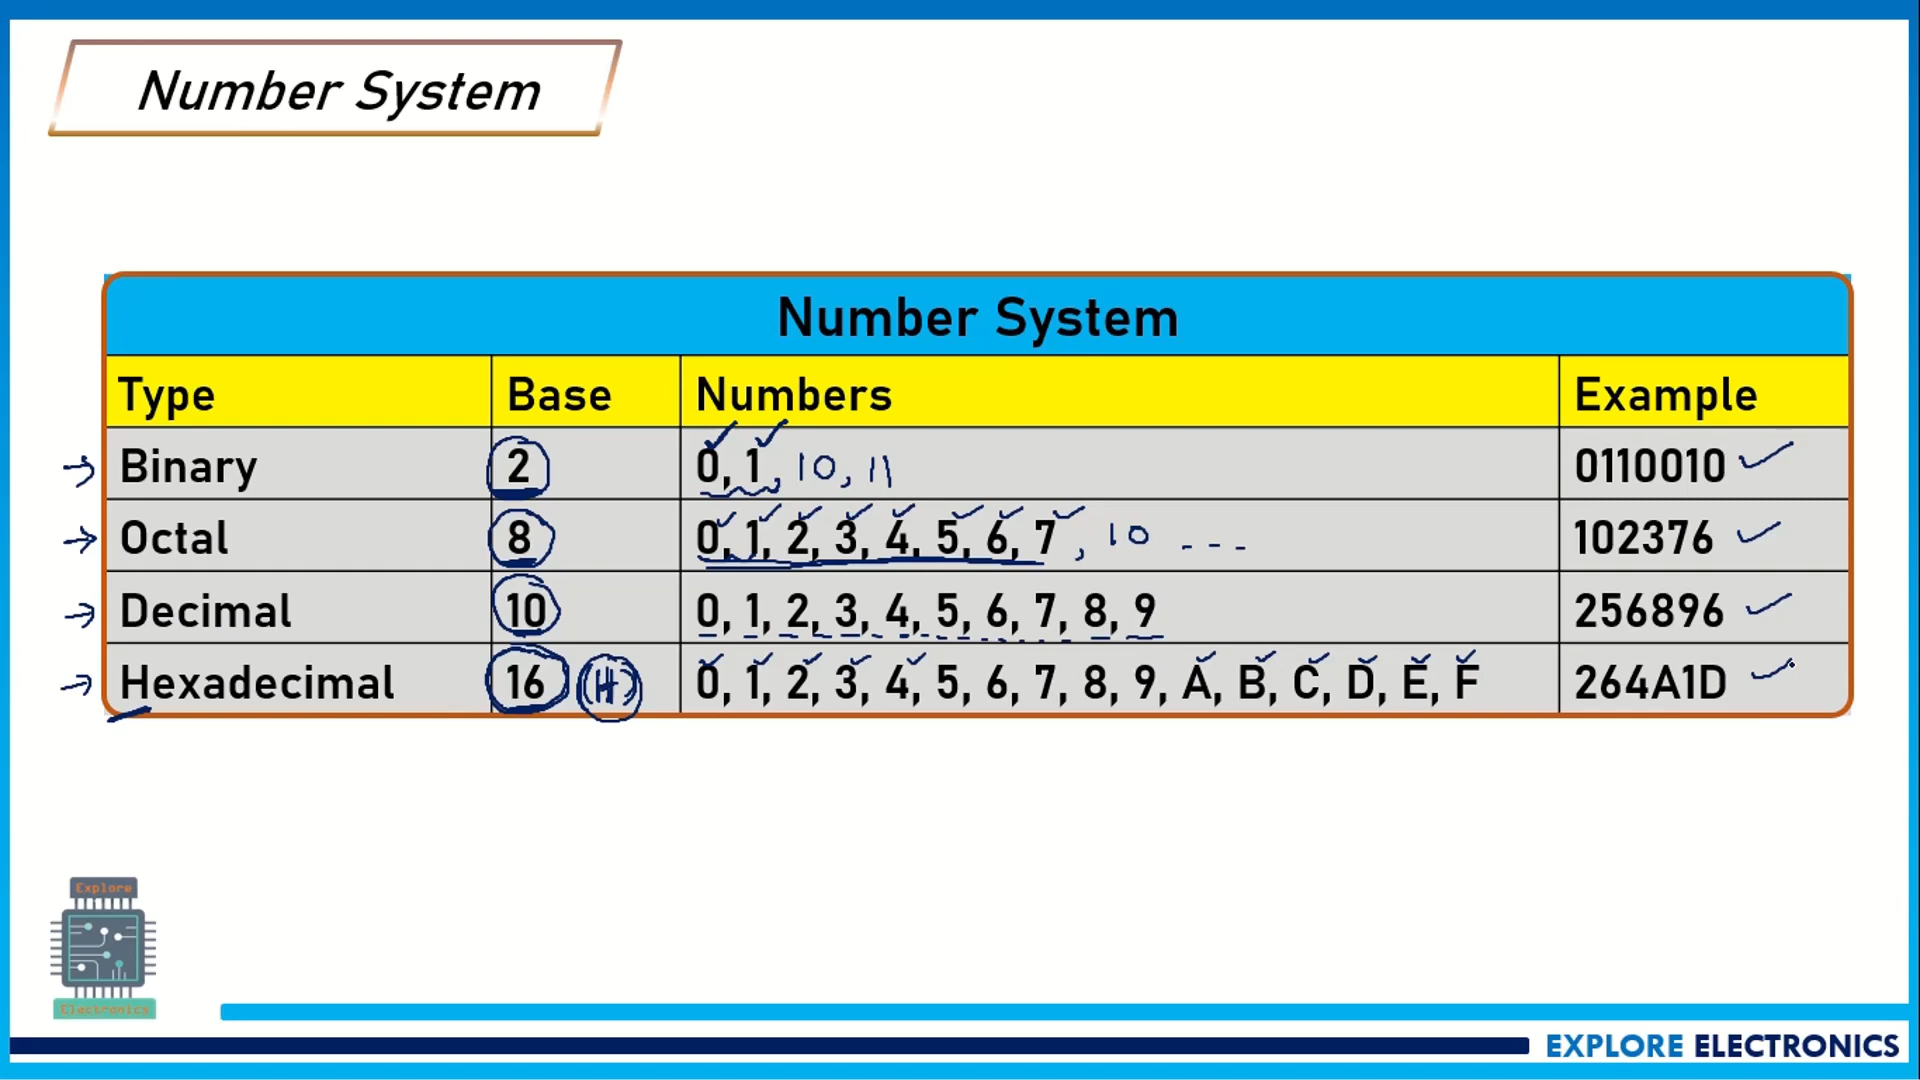 Number System
Number System
Type Base Numbers Example
Binary 2 0, 1, 10, 11 0110010
Octal 8 0, 1, 2, 3, 4, 5, 6, 7, 10 --- 102376
Decimal 10 0, 1, 2, 3, 4, 5, 6, 7, 8, 9 256896
Hexadecimal 16 (H) 0, 1, 2, 3, 4, 5, 6, 7, 8, 9, A, B, C, D, E, F 264A1D
Explore
Electronics
EXPLORE ELECTRONICS